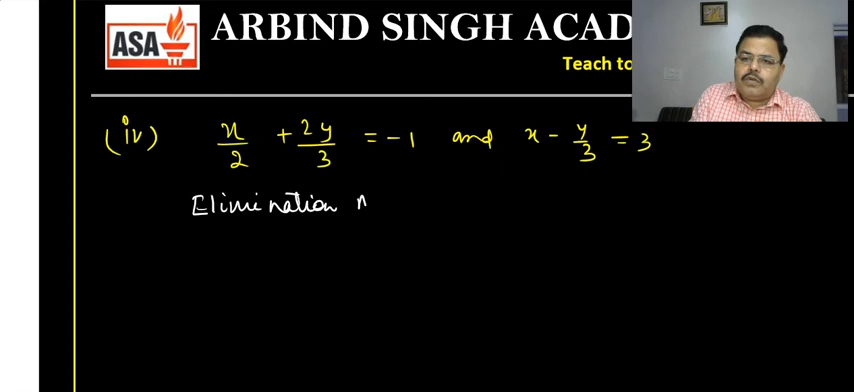 ASA
ARBIND SINGH ACAD
Teach to
(iv) x/2 + 2y/3 = -1 and x - y/3 = 3
Elimination